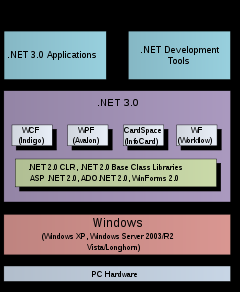 .NET 3.0 Applications
.NET Development
Tools
.NET 3.0
WCF
(Indigo)
WPF
(Avalon)
CardSpace
(InfoCard)
WF
(Workflow)
.NET 2.0 CLR, .NET 2.0 Base Class Libraries
ASP .NET 2.0, ADO.NET 2.0, WinForms 2.0
Windows
(Windows XP, Windows Server 2003/R2
Vista/Longhorn)
PC Hardware